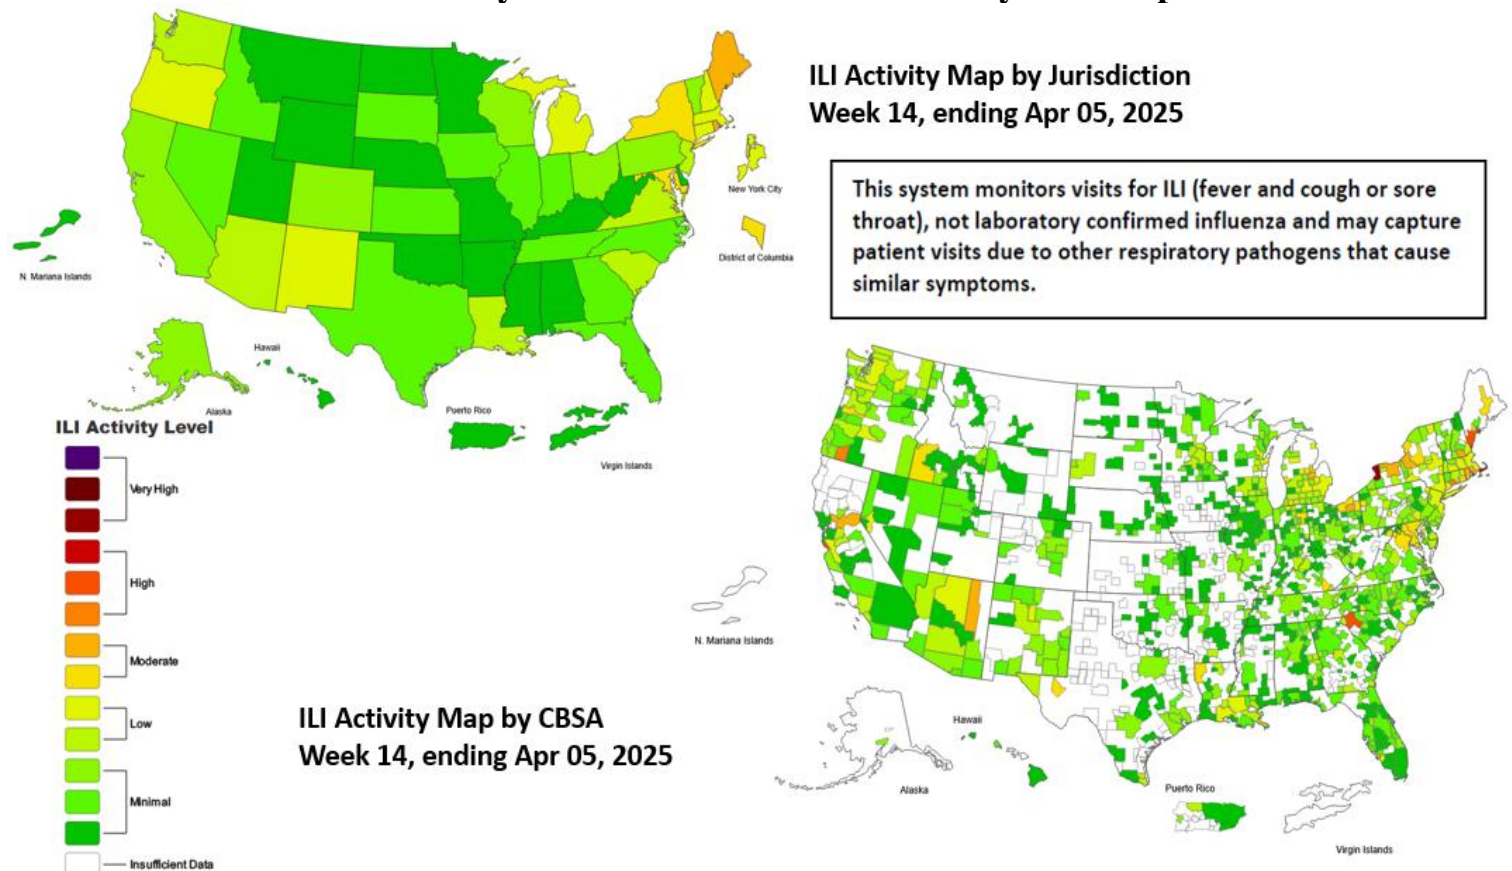 ILI Activity Map by Jurisdiction
Week 14, ending Apr 05, 2025
This system monitors visits for ILI (fever and cough or sore
throat), not laboratory confirmed influenza and may capture
patient visits due to other respiratory pathogens that cause
similar symptoms.
New York City
District of Columbia
N. Mariana Islands
Hawaii
Alaska
Puerto Rico
Virgin Islands
ILI Activity Level
Very High
High
Moderate
Low
Minimal
Insufficient Data
ILI Activity Map by CBSA
Week 14, ending Apr 05, 2025
N. Mariana Islands
Hawaii
Alaska
Puerto Rico
Virgin Islands